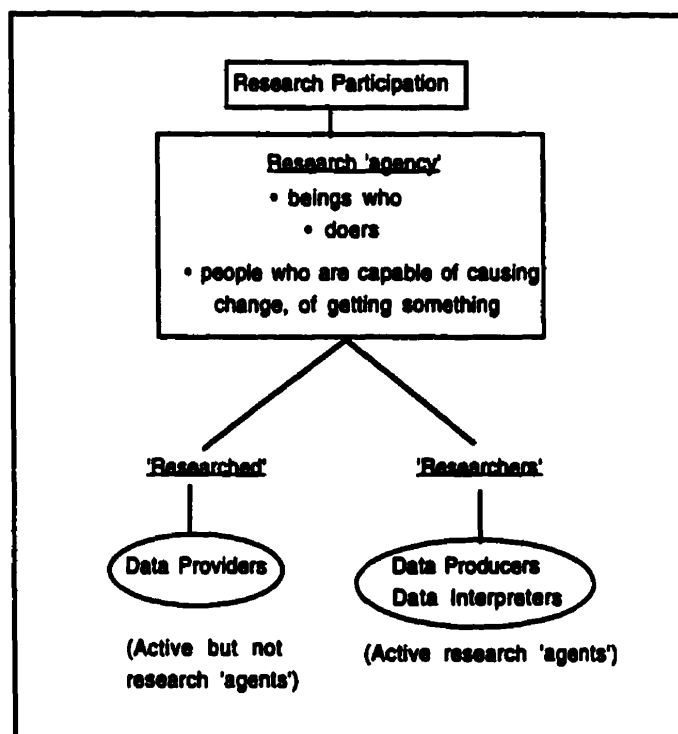 Research Participation
Research 'agency'
• beings who
• doers
• people who are capable of causing
change, of getting something
'Researched'
'Researchers'
Data Providers
Data Producers
Data Interpreters
(Active but not
research 'agents')
(Active research 'agents')